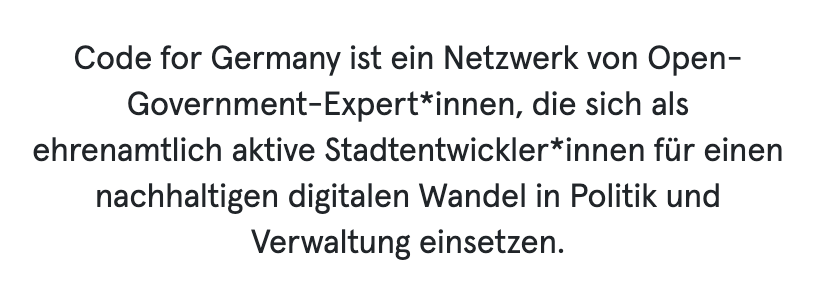 Code for Germany ist ein Netzwerk von Open-
Government-Expert*innen, die sich als
ehrenamtlich aktive Stadtentwickler*innen für einen
nachhaltigen digitalen Wandel in Politik und
Verwaltung einsetzen.